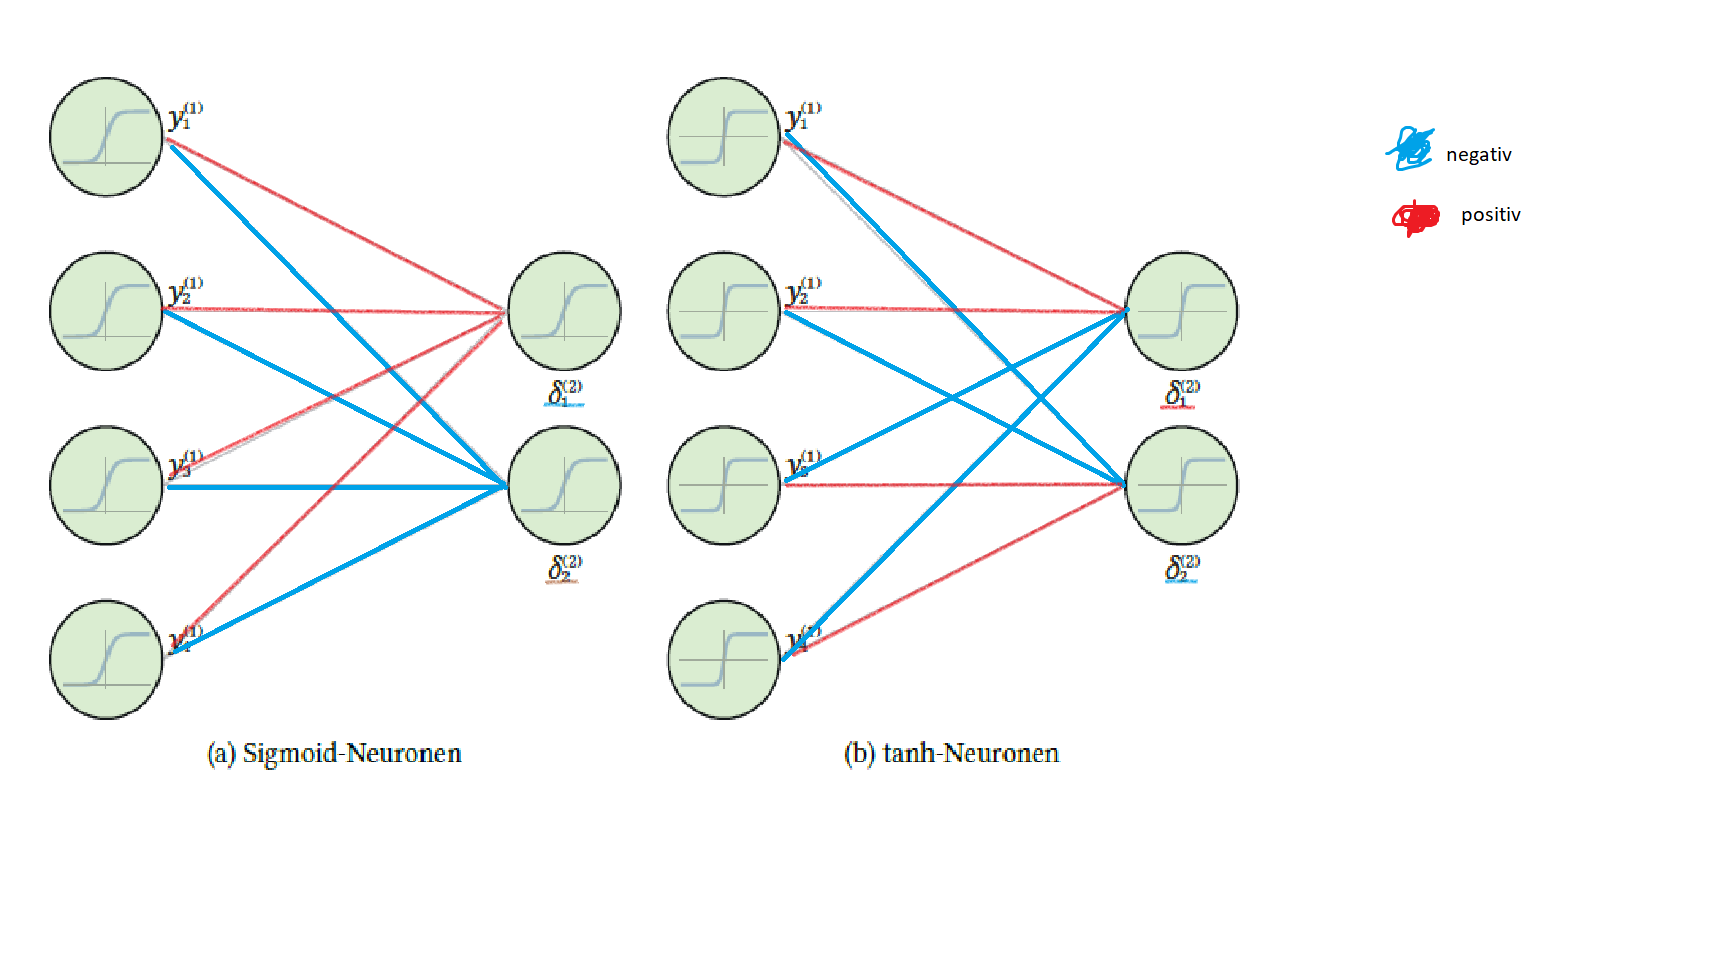 y₁⁽¹⁾
y₂⁽¹⁾
y₃⁽¹⁾
y₄⁽¹⁾
δ₁⁽²⁾
δ₂⁽²⁾
(a) Sigmoid-Neuronen
y₁⁽¹⁾
y₂⁽¹⁾
y₃⁽¹⁾
y₄⁽¹⁾
δ₁⁽²⁾
δ₂⁽²⁾
(b) tanh-Neuronen
negativ
positiv